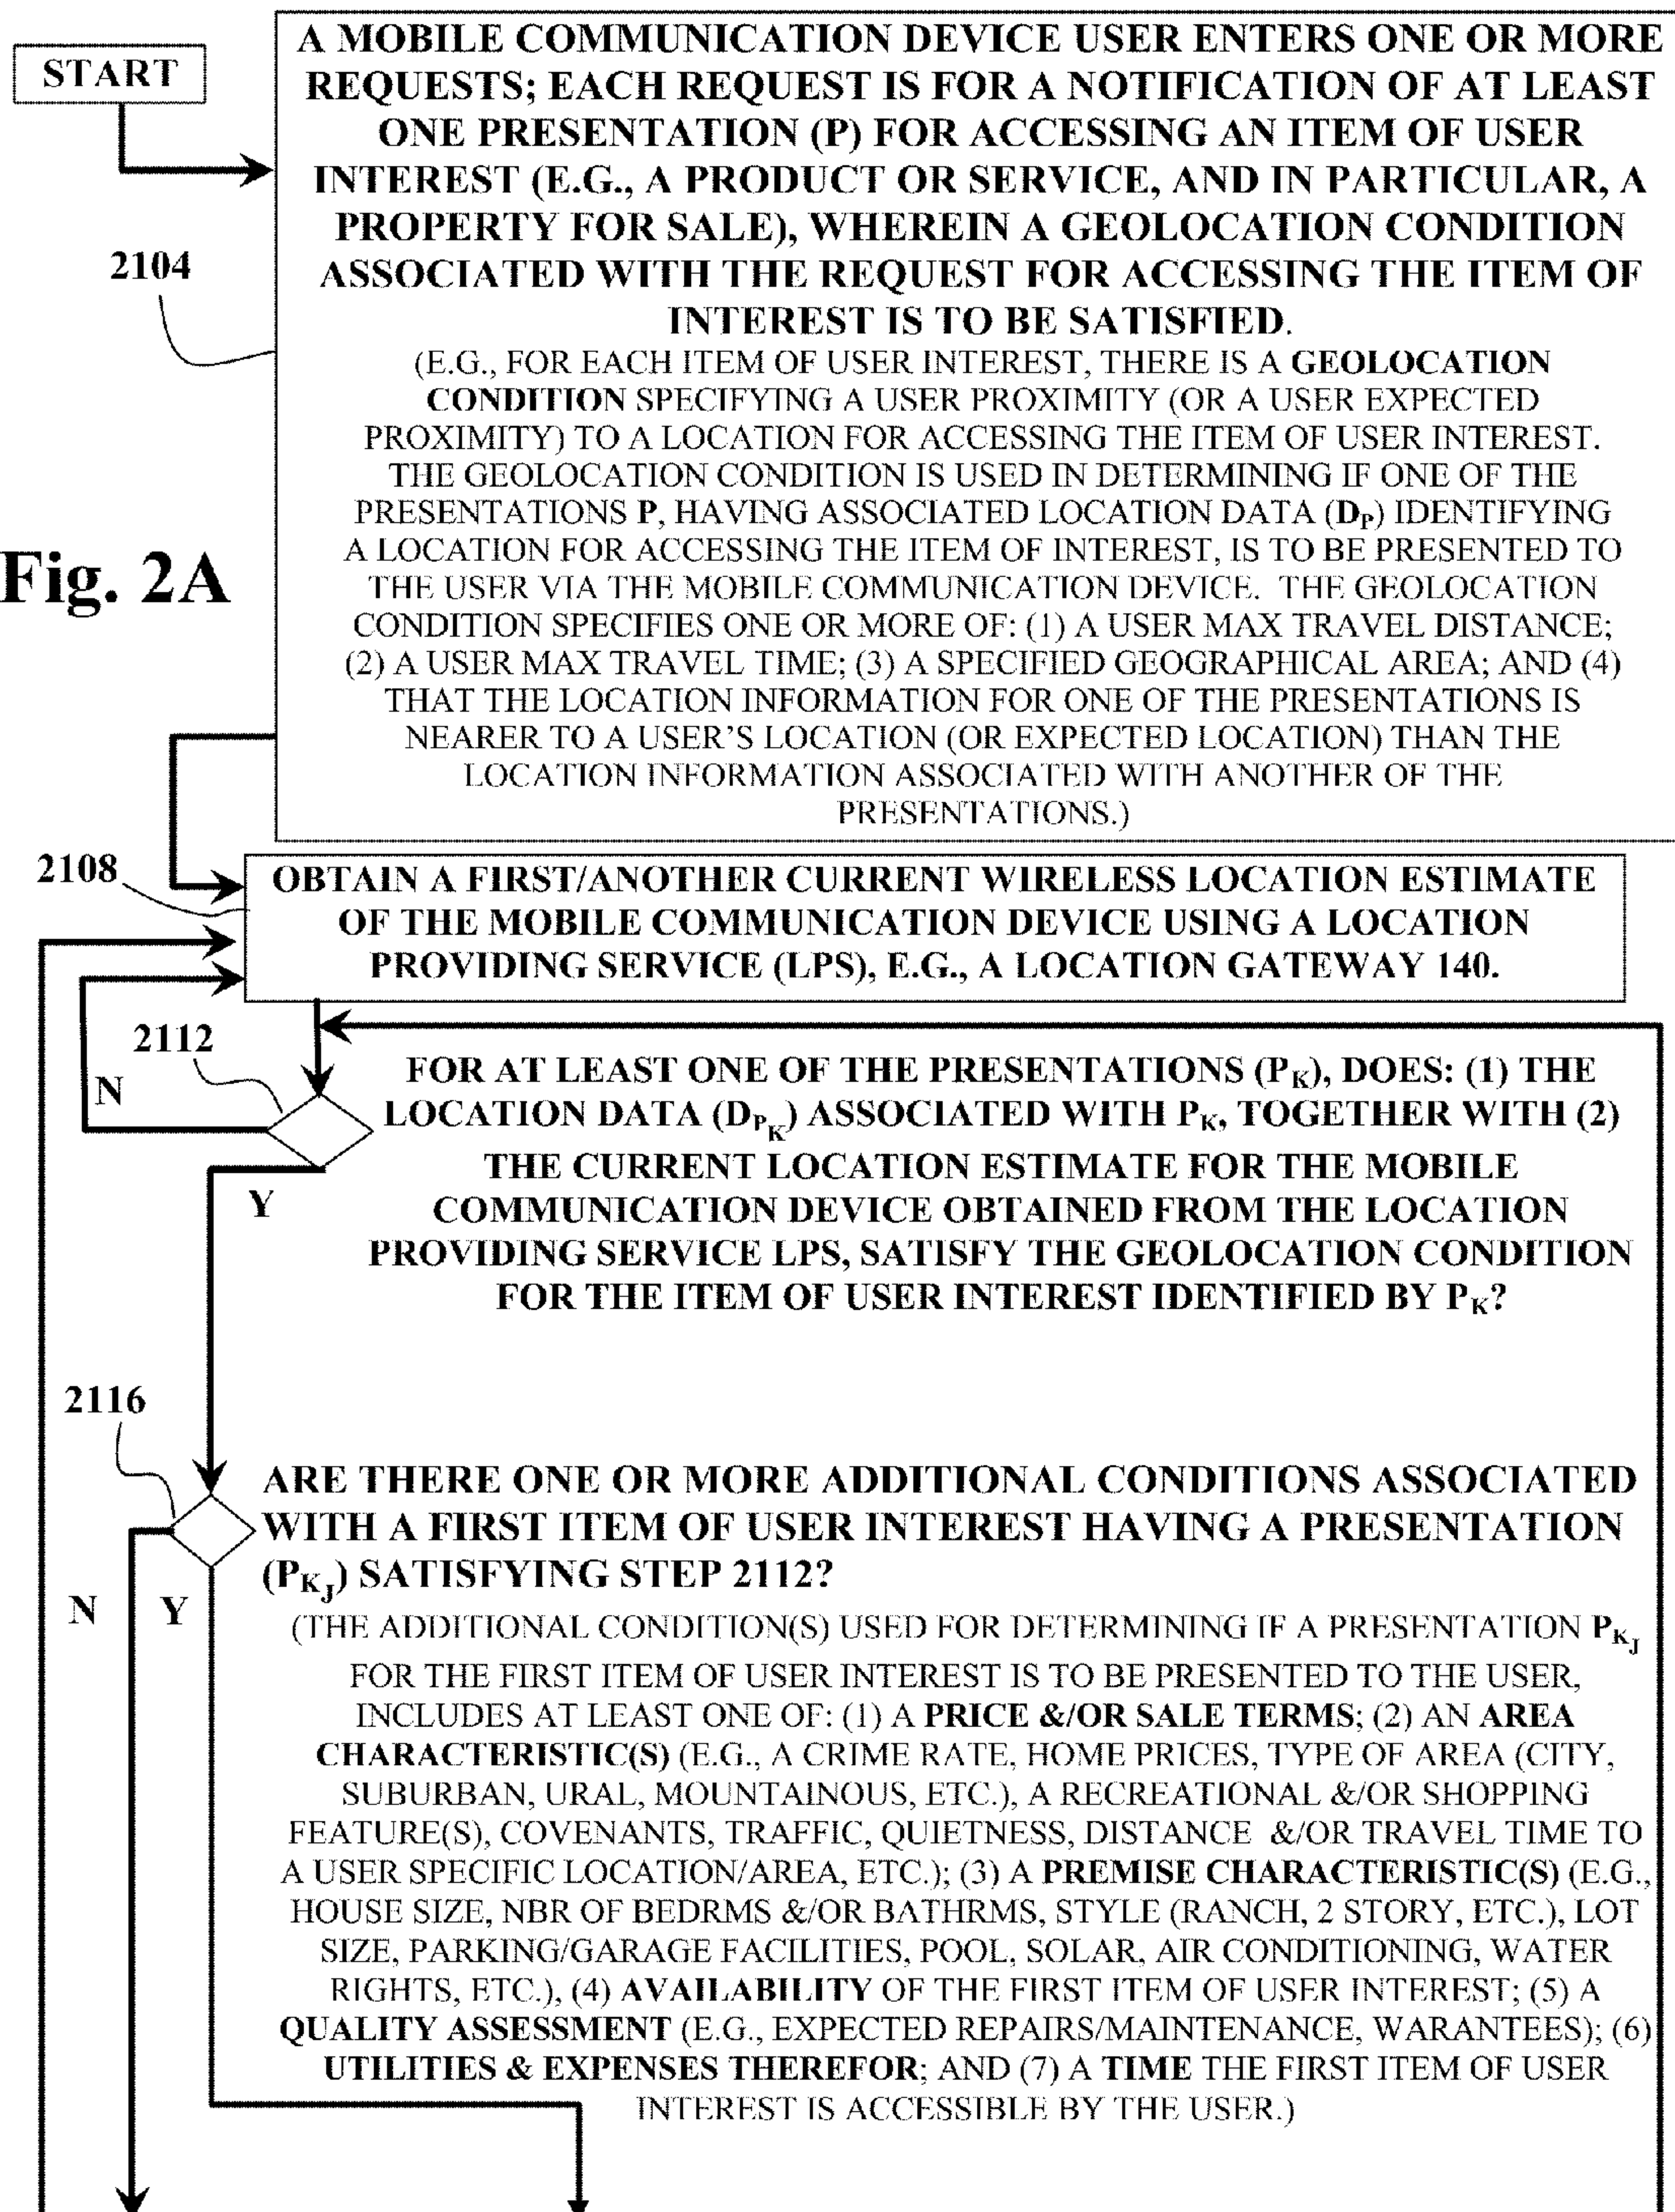 START
A MOBILE COMMUNICATION DEVICE USER ENTERS ONE OR MORE
REQUESTS; EACH REQUEST IS FOR A NOTIFICATION OF AT LEAST
ONE PRESENTATION (P) FOR ACCESSING AN ITEM OF USER
INTEREST (E.G., A PRODUCT OR SERVICE, AND IN PARTICULAR, A
PROPERTY FOR SALE), WHEREIN A GEOLOCATION CONDITION
ASSOCIATED WITH THE REQUEST FOR ACCESSING THE ITEM OF
INTEREST IS TO BE SATISFIED.
(E.G., FOR EACH ITEM OF USER INTEREST, THERE IS A GEOLOCATION
CONDITION SPECIFYING A USER PROXIMITY (OR A USER EXPECTED
PROXIMITY) TO A LOCATION FOR ACCESSING THE ITEM OF USER INTEREST.
THE GEOLOCATION CONDITION IS USED IN DETERMINING IF ONE OF THE
PRESENTATIONS P, HAVING ASSOCIATED LOCATION DATA (DP) IDENTIFYING
A LOCATION FOR ACCESSING THE ITEM OF INTEREST, IS TO BE PRESENTED TO
THE USER VIA THE MOBILE COMMUNICATION DEVICE. THE GEOLOCATION
CONDITION SPECIFIES ONE OR MORE OF: (1) A USER MAX TRAVEL DISTANCE;
(2) A USER MAX TRAVEL TIME; (3) A SPECIFIED GEOGRAPHICAL AREA; AND (4)
THAT THE LOCATION INFORMATION FOR ONE OF THE PRESENTATIONS IS
NEARER TO A USER'S LOCATION (OR EXPECTED LOCATION) THAN THE
LOCATION INFORMATION ASSOCIATED WITH ANOTHER OF THE
PRESENTATIONS.)
2104
Fig. 2A
2108
OBTAIN A FIRST/ANOTHER CURRENT WIRELESS LOCATION ESTIMATE
OF THE MOBILE COMMUNICATION DEVICE USING A LOCATION
PROVIDING SERVICE (LPS), E.G., A LOCATION GATEWAY 140.
2112
N
Y
FOR AT LEAST ONE OF THE PRESENTATIONS (PK), DOES: (1) THE
LOCATION DATA (DPK) ASSOCIATED WITH PK, TOGETHER WITH (2)
THE CURRENT LOCATION ESTIMATE FOR THE MOBILE
COMMUNICATION DEVICE OBTAINED FROM THE LOCATION
PROVIDING SERVICE LPS, SATISFY THE GEOLOCATION CONDITION
FOR THE ITEM OF USER INTEREST IDENTIFIED BY PK?
2116
N
Y
ARE THERE ONE OR MORE ADDITIONAL CONDITIONS ASSOCIATED
WITH A FIRST ITEM OF USER INTEREST HAVING A PRESENTATION
(PKJ) SATISFYING STEP 2112?
(THE ADDITIONAL CONDITION(S) USED FOR DETERMINING IF A PRESENTATION PKJ
FOR THE FIRST ITEM OF USER INTEREST IS TO BE PRESENTED TO THE USER,
INCLUDES AT LEAST ONE OF: (1) A PRICE &/OR SALE TERMS; (2) AN AREA
CHARACTERISTIC(S) (E.G., A CRIME RATE, HOME PRICES, TYPE OF AREA (CITY,
SUBURBAN, URAL, MOUNTAINOUS, ETC.), A RECREATIONAL &/OR SHOPPING
FEATURE(S), COVENANTS, TRAFFIC, QUIETNESS, DISTANCE &/OR TRAVEL TIME TO
A USER SPECIFIC LOCATION/AREA, ETC.); (3) A PREMISE CHARACTERISTIC(S) (E.G.,
HOUSE SIZE, NBR OF BEDRMS &/OR BATHRMS, STYLE (RANCH, 2 STORY, ETC.), LOT
SIZE, PARKING/GARAGE FACILITIES, POOL, SOLAR, AIR CONDITIONING, WATER
RIGHTS, ETC.), (4) AVAILABILITY OF THE FIRST ITEM OF USER INTEREST; (5) A
QUALITY ASSESSMENT (E.G., EXPECTED REPAIRS/MAINTENANCE, WARANTEES); (6)
UTILITIES & EXPENSES THEREFOR; AND (7) A TIME THE FIRST ITEM OF USER
INTEREST IS ACCESSIBLE BY THE USER.)